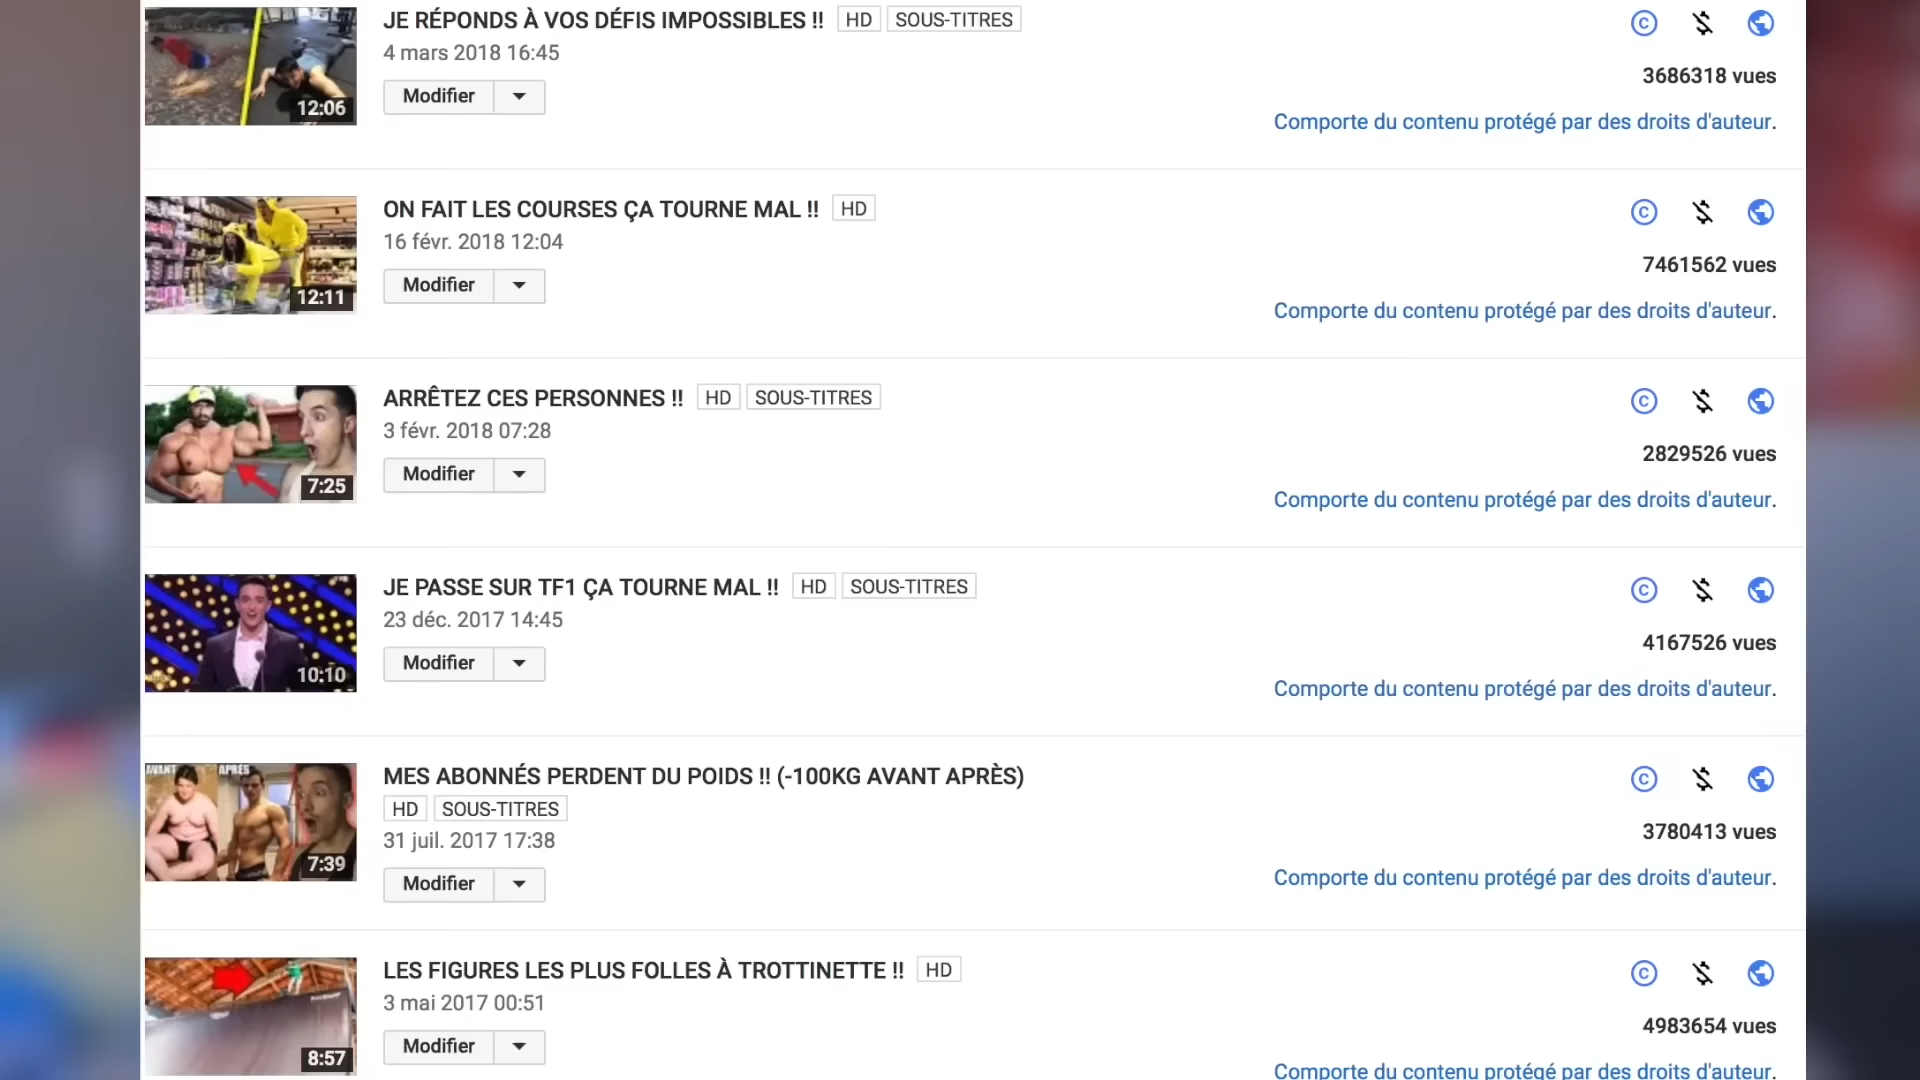 JE RÉPONDS À VOS DÉFIS IMPOSSIBLES !! HD SOUS-TITRES
4 mars 2018 16:45
3686318 vues
Modifier
12:06
Comporte du contenu protégé par des droits d'auteur.
ON FAIT LES COURSES ÇA TOURNE MAL !! HD
16 févr. 2018 12:04
7461562 vues
Modifier
12:11
Comporte du contenu protégé par des droits d'auteur.
ARRÊTEZ CES PERSONNES !! HD SOUS-TITRES
3 févr. 2018 07:28
2829526 vues
Modifier
7:25
Comporte du contenu protégé par des droits d'auteur.
JE PASSE SUR TF1 ÇA TOURNE MAL !! HD SOUS-TITRES
23 déc. 2017 14:45
4167526 vues
Modifier
10:10
Comporte du contenu protégé par des droits d'auteur.
AVANT APRÈS
MES ABONNÉS PERDENT DU POIDS !! (-100KG AVANT APRÈS)
HD SOUS-TITRES
31 juil. 2017 17:38
3780413 vues
Modifier
7:39
Comporte du contenu protégé par des droits d'auteur.
LES FIGURES LES PLUS FOLLES À TROTTINETTE !! HD
3 mai 2017 00:51
4983654 vues
Modifier
8:57
Comporte du contenu protégé par des droits d'auteur.